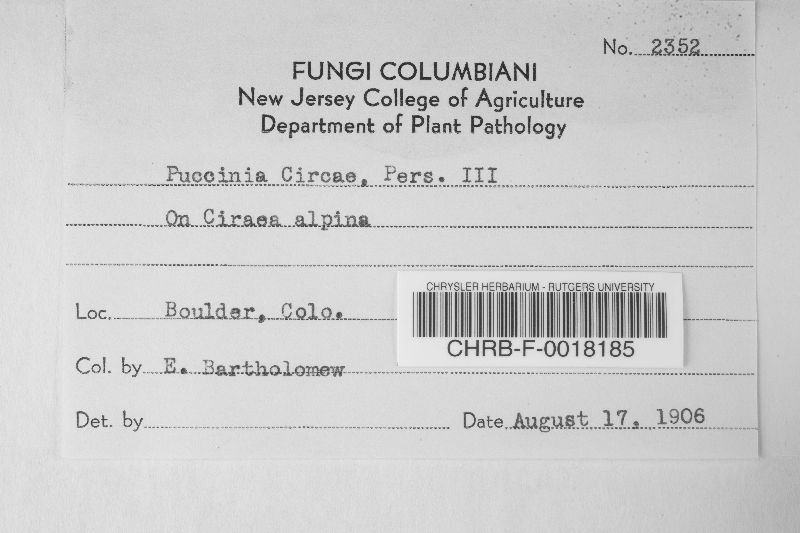 No. 2352
FUNGI COLUMBIANI
New Jersey College of Agriculture
Department of Plant Pathology
Puccinia Circae, Pers. III
On Ciraea alpina
Loc. Boulder, Colo.
CHRYSLER HERBARIUM - RUTGERS UNIVERSITY
CHRB-F-0018185
Col. by E. Bartholomew
Det. by
Date August 17, 1906